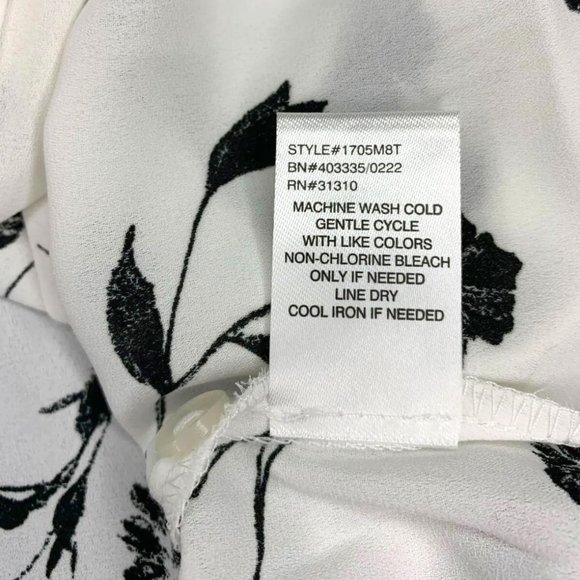 STYLE#1705M8T
BN#403335/0222
RN#31310
MACHINE WASH COLD
GENTLE CYCLE
WITH LIKE COLORS
NON-CHLORINE BLEACH
ONLY IF NEEDED
LINE DRY
COOL IRON IF NEEDED